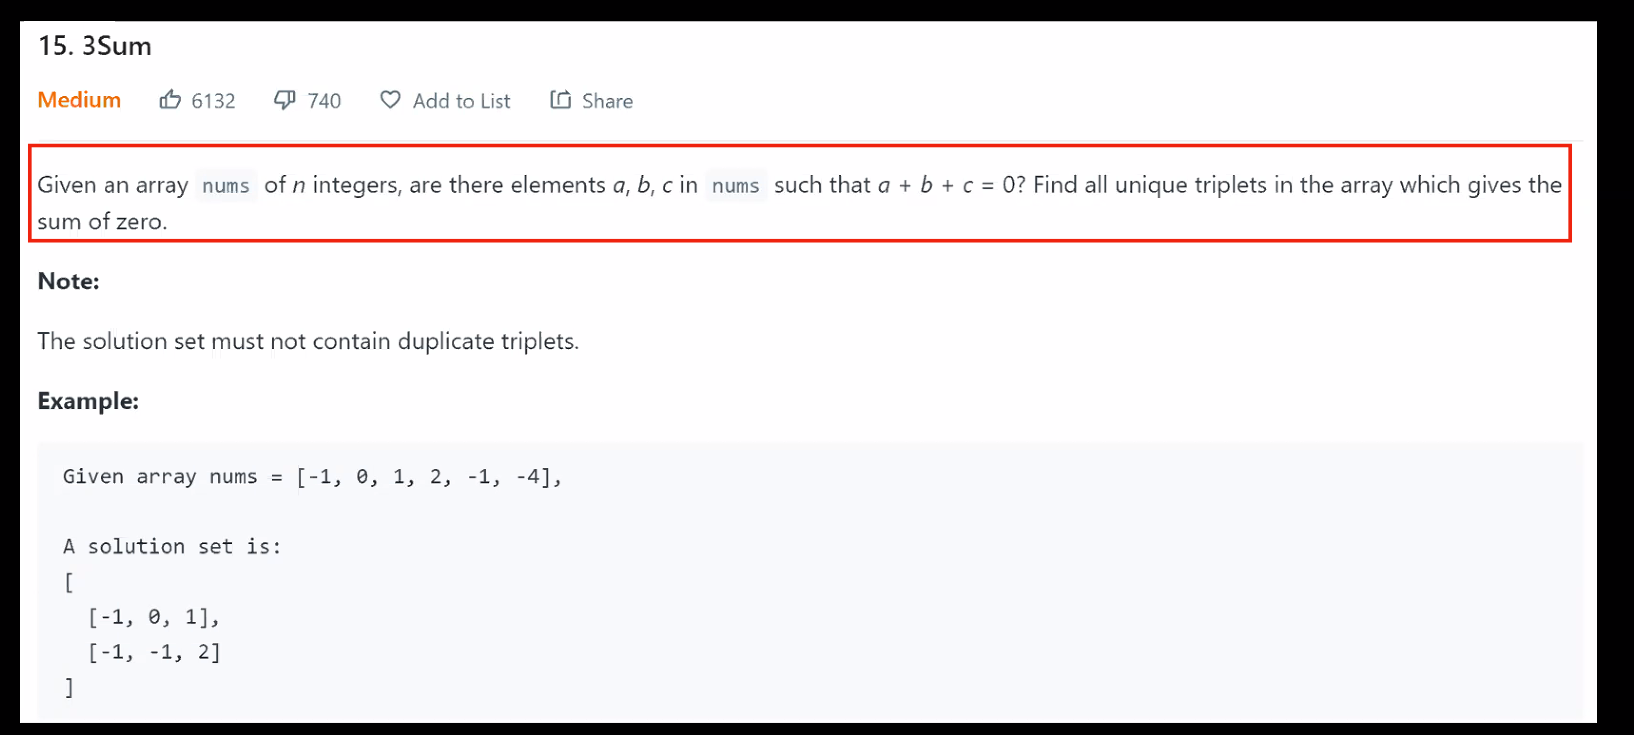 15. 3Sum
Medium 6132 740 Add to List Share
Given an array nums of n integers, are there elements a, b, c in nums such that a + b + c = 0? Find all unique triplets in the array which gives the
sum of zero.
Note:
The solution set must not contain duplicate triplets.
Example:
Given array nums = [-1, 0, 1, 2, -1, -4],
A solution set is:
[
[-1, 0, 1],
[-1, -1, 2]
]